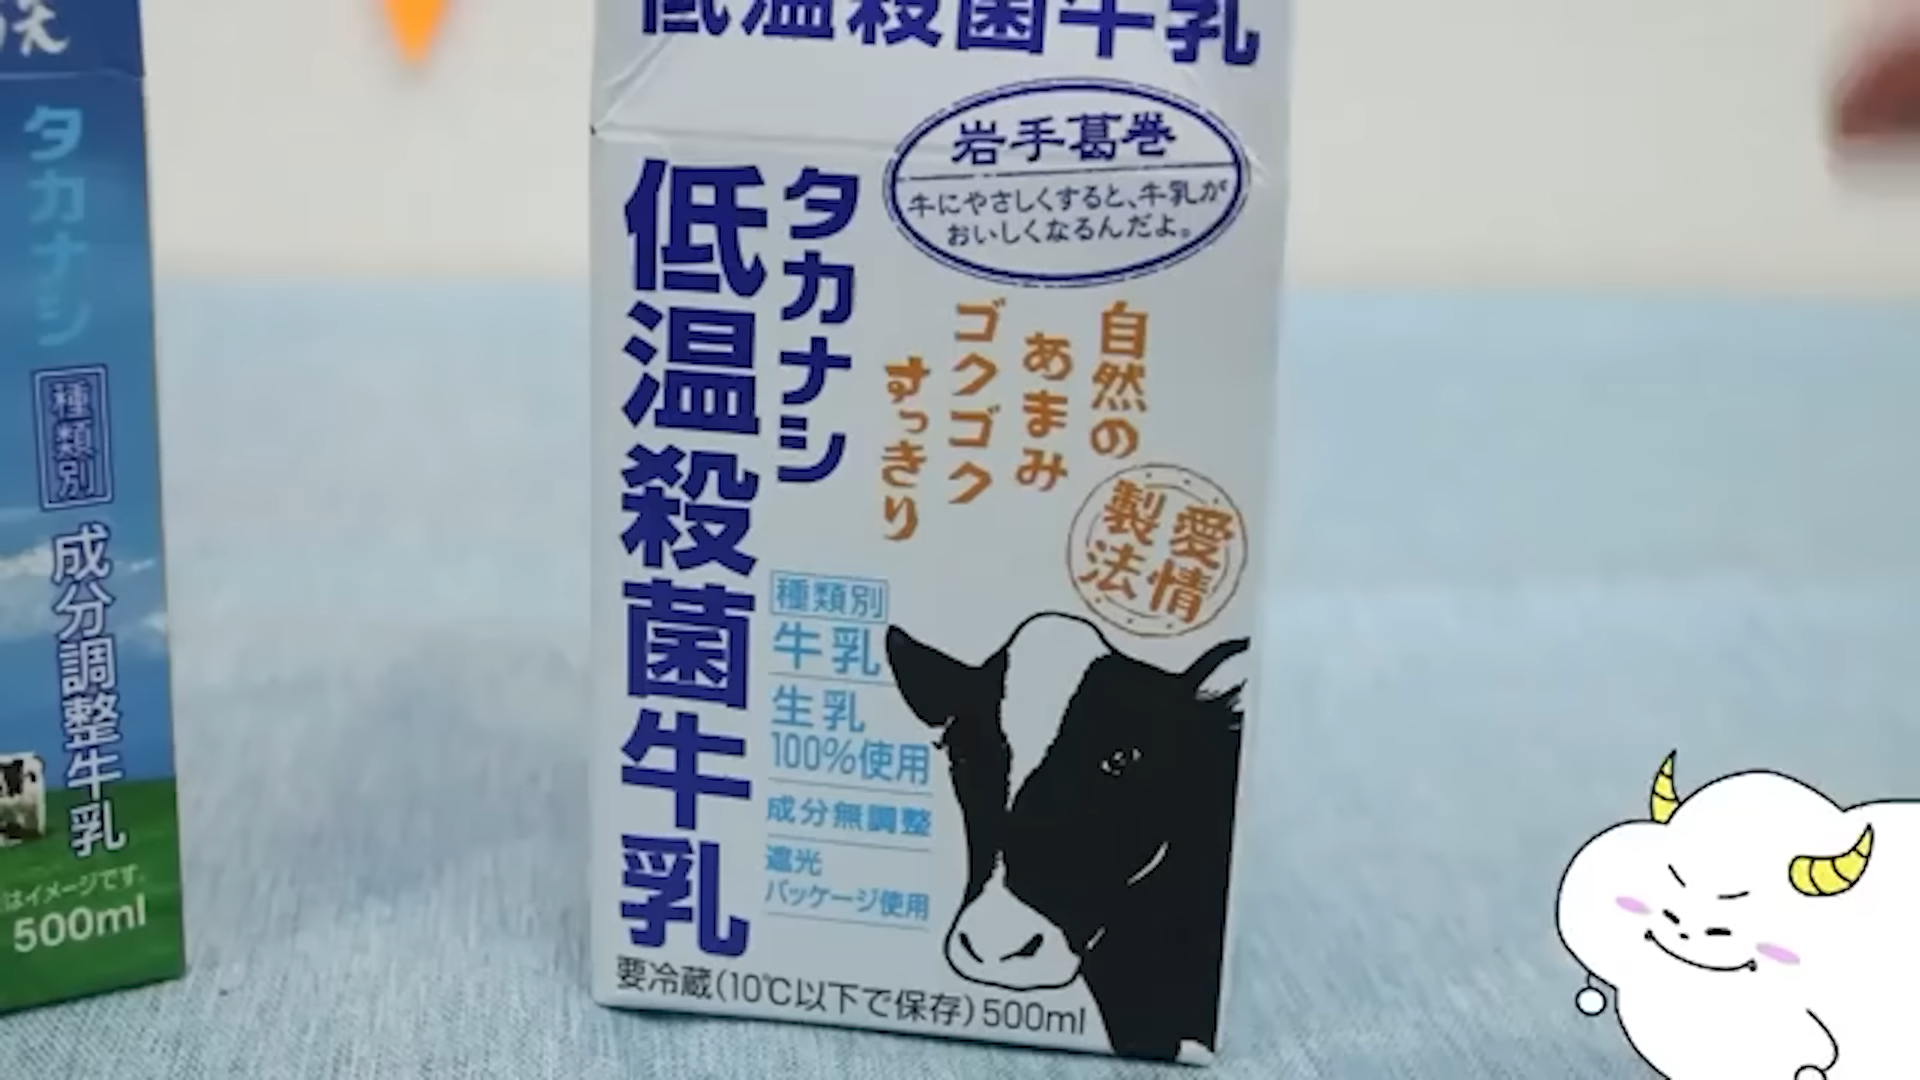 タカナシ
種類別
成分調整牛乳
はイメージです。
500ml
低温殺菌牛乳
岩手葛巻
牛にやさしくすると、牛乳が
おいしくなるんだよ。
タカナシ
低温殺菌牛乳
自然の
あまみ
ゴクゴク
すっきり
愛情
製法
種類別
牛乳
生乳
100%使用
成分無調整
遮光
パッケージ使用
要冷蔵(10℃以下で保存)500ml